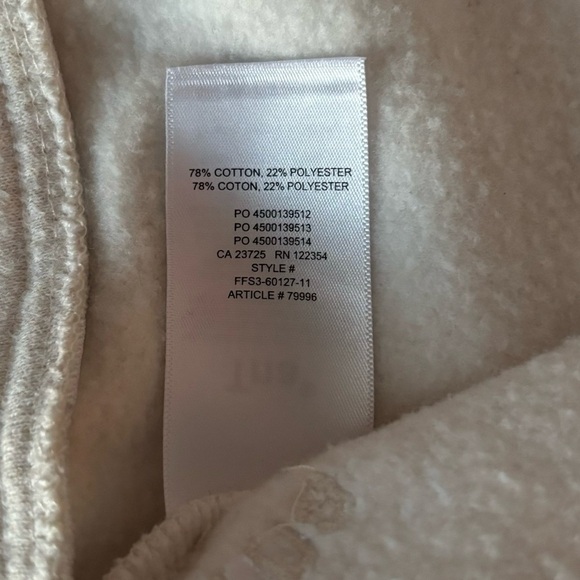 78% COTTON, 22% POLYESTER
78% COTON, 22% POLYESTER
PO 4500139512
PO 4500139513
PO 4500139514
CA 23725 RN 122354
STYLE #
FFS3-60127-11
ARTICLE # 79996